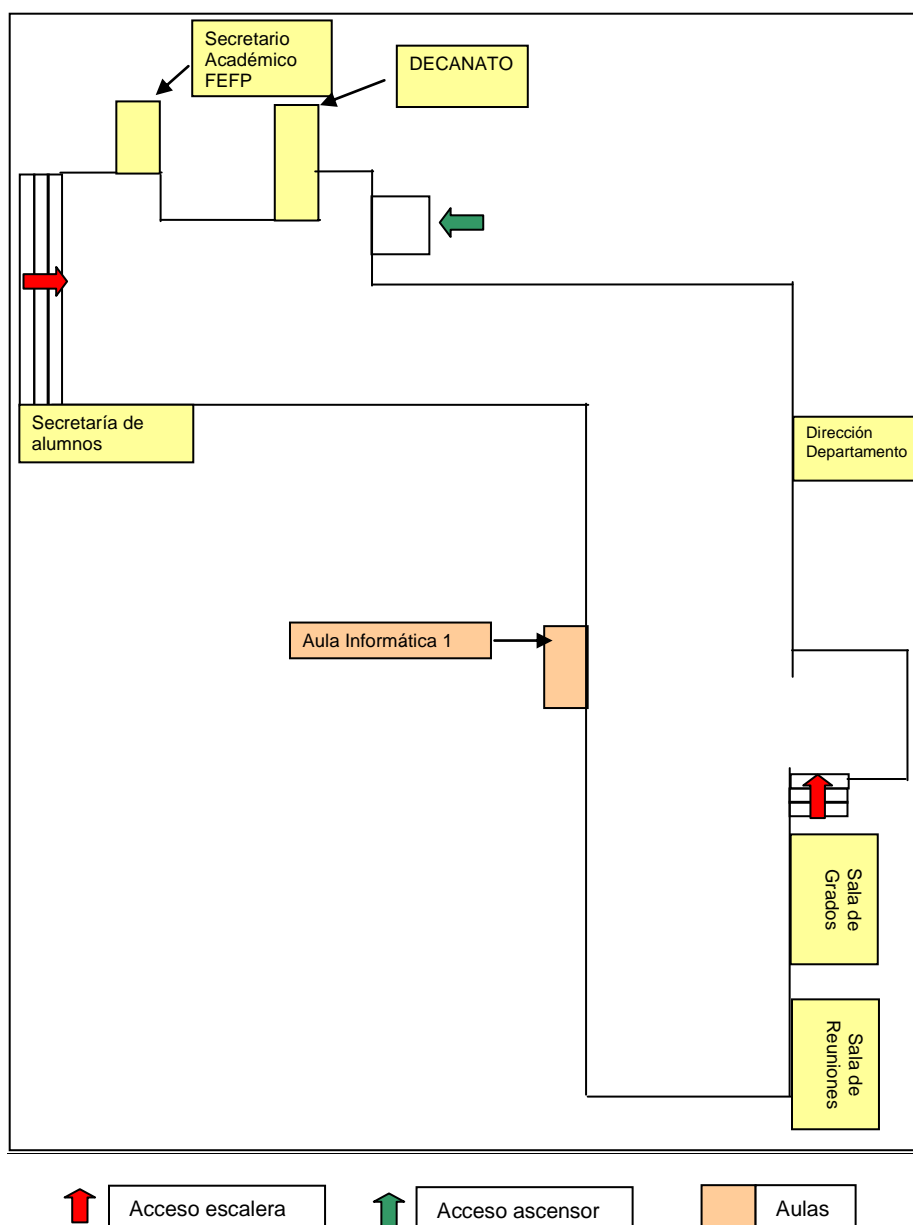 Secretario
Académico
FEFP
DECANATO
Secretaría de
alumnos
Dirección
Departamento
Aula Informática 1
Sala de
Grados
Sala de
Reuniones
Acceso escalera
Acceso ascensor
Aulas